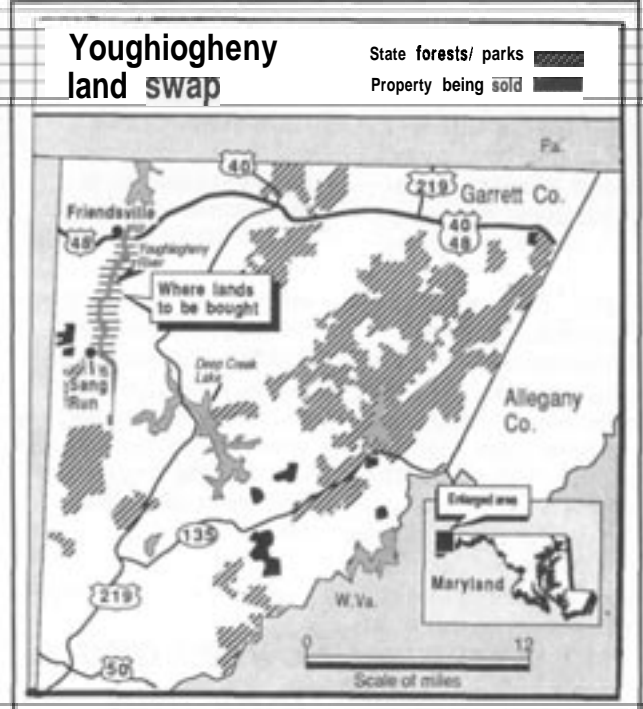 Youghiogheny
land swap
State forests/ parks
Property being sold
Pa.
40
219
Garrett Co.
Friendsville
48
40
48
Youghiogheny
River
Where lands
to be bought
Deep Creek
Lake
Sang
Run
Allegany
Co.
Enlarged area
135
Maryland
219
W.Va.
0
12
50
Scale of miles